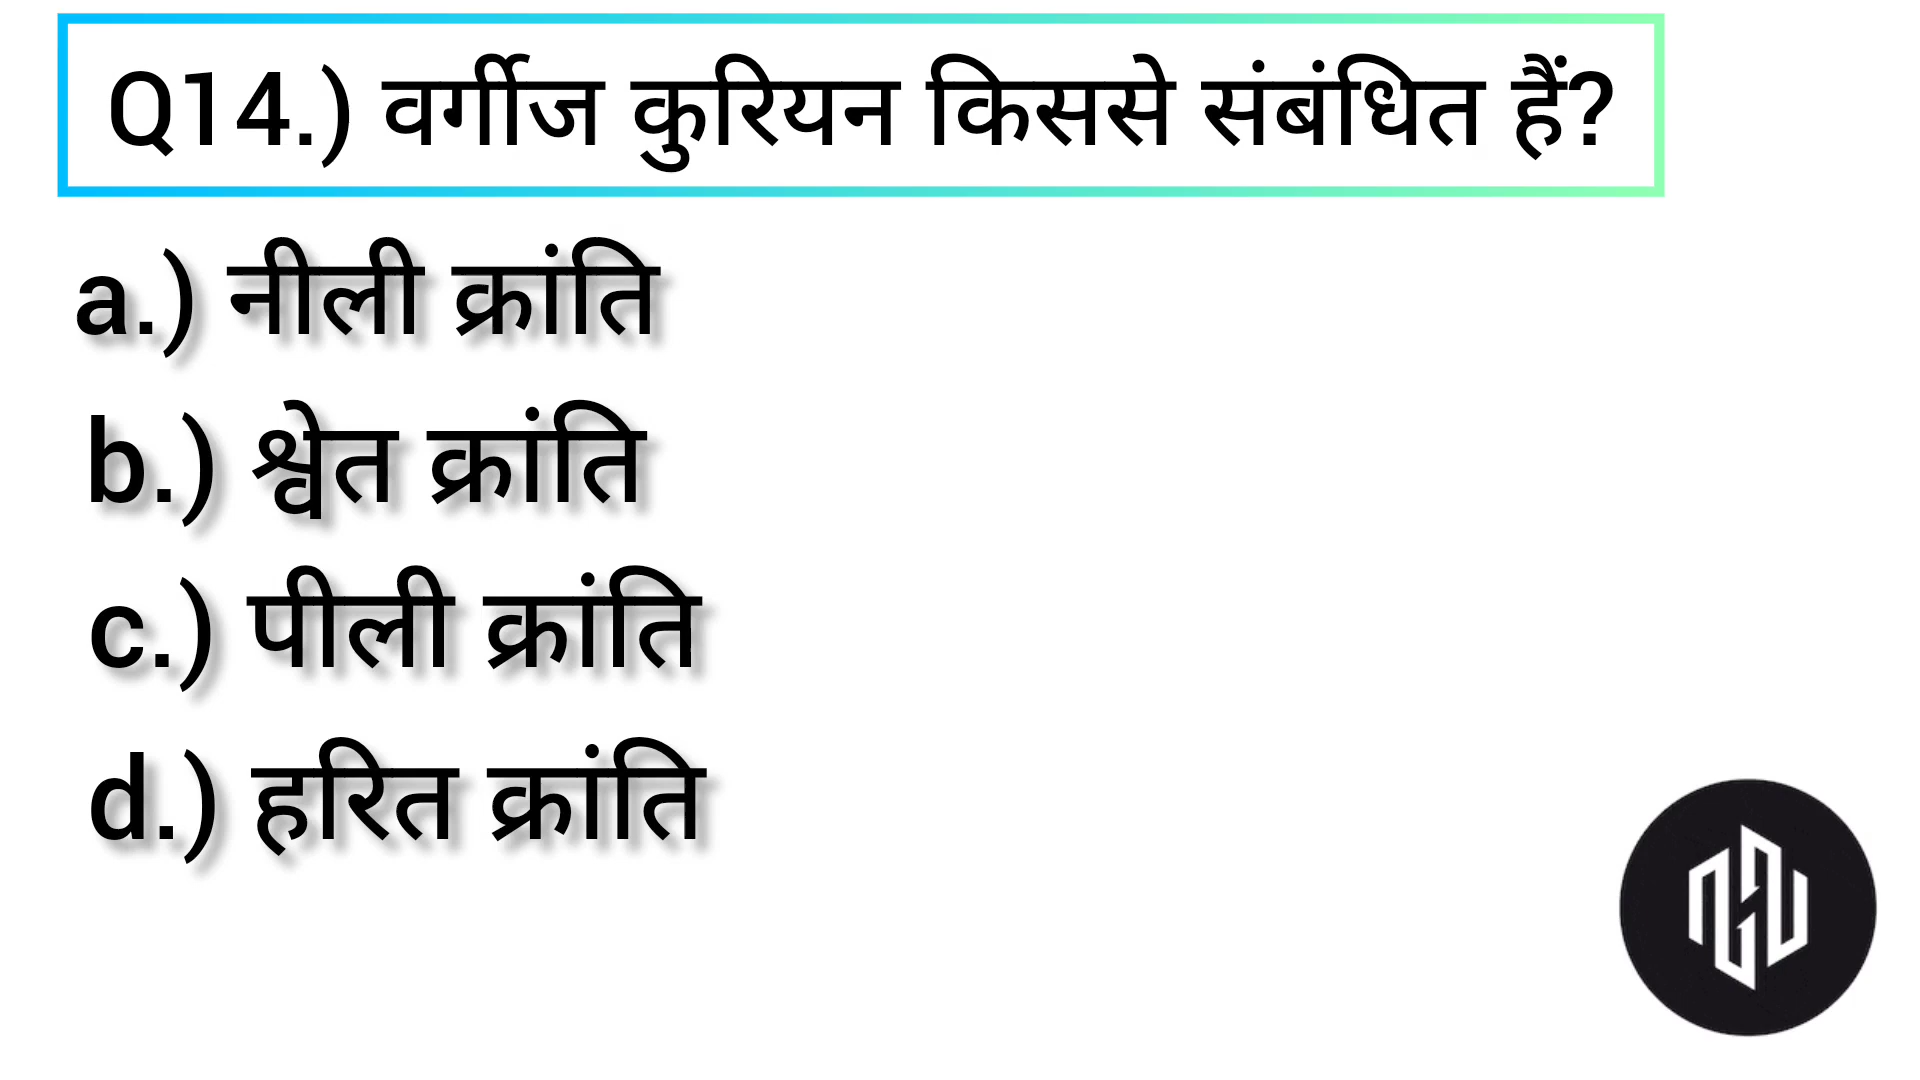 Q14.) वर्गीज कुरियन किससे संबंधित हैं?
a.) नीली क्रांति
b.) श्वेत क्रांति
c.) पीली क्रांति
d.) हरित क्रांति